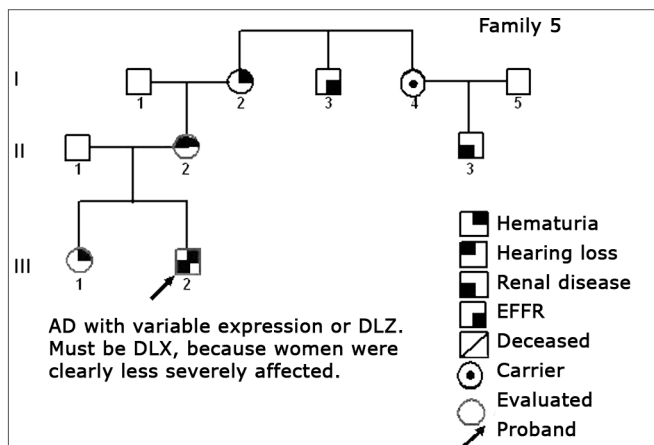 Family 5
I
1
2
3
4
5
II
1
2
3
III
1
2
AD with variable expression or DLZ.
Must be DLX, because women were
clearly less severely affected.
Hematuria
Hearing loss
Renal disease
EFFR
Deceased
Carrier
Evaluated
Proband